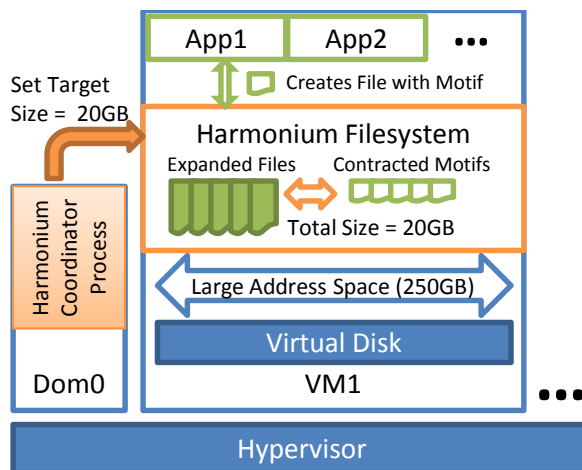 App1
App2
...
Set Target
Size = 20GB
Creates File with Motif
Harmonium Filesystem
Expanded Files
Contracted Motifs
Total Size = 20GB
Harmonium
Coordinator
Process
Large Address Space (250GB)
Virtual Disk
Dom0
VM1
...
Hypervisor